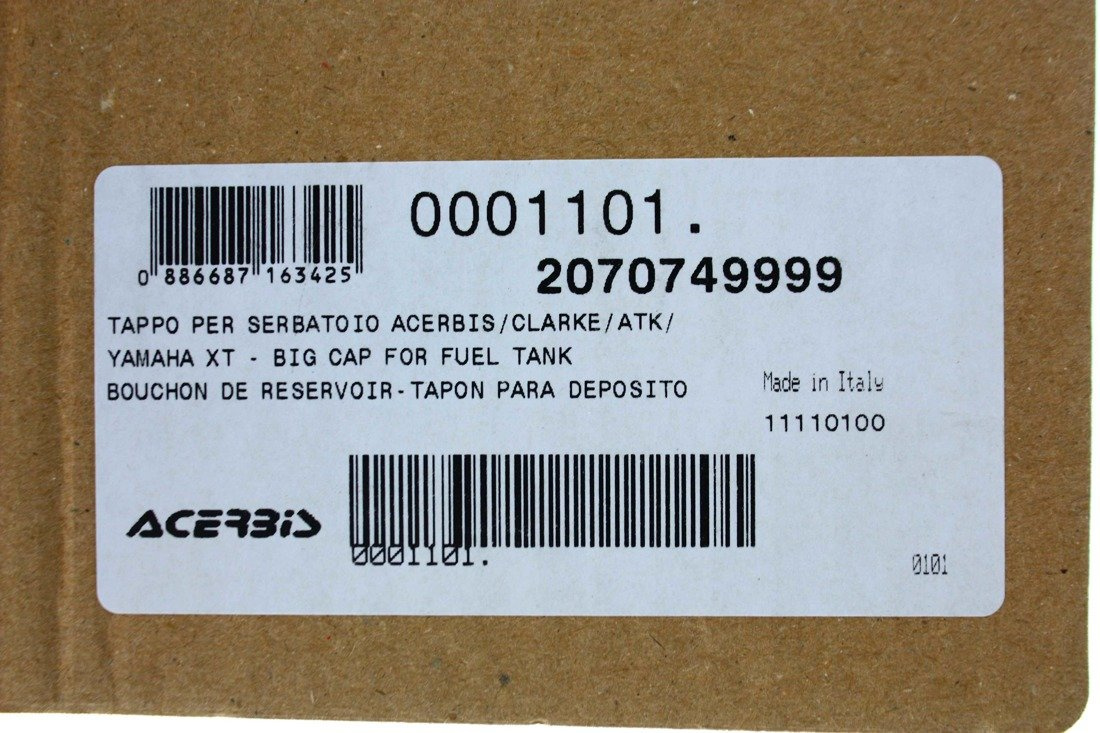 0001101.
0 886687 163425
2070749999
TAPPO PER SERBATOIO ACERBIS/CLARKE/ATK/
YAMAHA XT - BIG CAP FOR FUEL TANK
BOUCHON DE RESERVOIR-TAPON PARA DEPOSITO
Made in Italy
11110100
ACERBIS
0001101.
0101